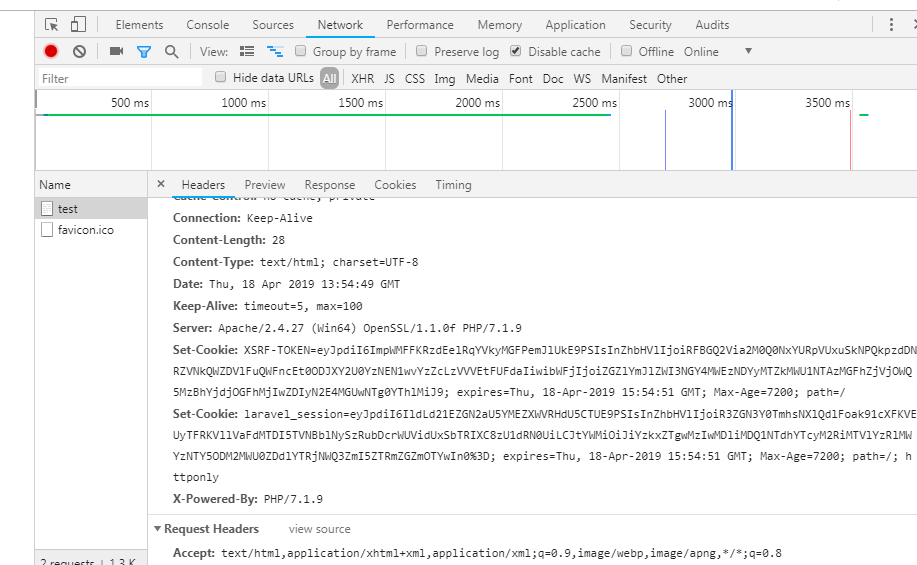 Elements Console Sources Network Performance Memory Application Security Audits
View: Group by frame Preserve log Disable cache Offline Online
Filter Hide data URLs All XHR JS CSS Img Media Font Doc WS Manifest Other
500 ms 1000 ms 1500 ms 2000 ms 2500 ms 3000 ms 3500 ms
Name × Headers Preview Response Cookies Timing
test
favicon.ico
Cache-Control: no-cache, private
Connection: Keep-Alive
Content-Length: 28
Content-Type: text/html; charset=UTF-8
Date: Thu, 18 Apr 2019 13:54:49 GMT
Keep-Alive: timeout=5, max=100
Server: Apache/2.4.27 (Win64) OpenSSL/1.1.0f PHP/7.1.9
Set-Cookie: XSRF-TOKEN=eyJpdiI6ImpWMFFKRzdEelRqYVkyMGFPemJlUkE9PSIsInZhbHVlIjoiRFBGQ2Via2M0Q0NxYURpVUxuSkNPQkpzdDN
RZVNkQWZDVlFuQWFncEt0ODJXY2U0YzNEN1wvYzZcLzVVVEtFUFdaIiwibWFjIjoiZGZlYmJlZWI3NGY4MWEzNDYyMTZkMWU1NTAzMGFhZjVjOWQ
5MzBhYjdjOGFhMjIwZDIyN2E4MGUwNTg0YThlMiJ9; expires=Thu, 18-Apr-2019 15:54:51 GMT; Max-Age=7200; path=/
Set-Cookie: laravel_session=eyJpdiI6IldLd21EZGN2aU5YMEZXWVRHdU5CTUE9PSIsInZhbHVlIjoiR3ZGN3Y0TmhsNXlQdlFoak91cXFKVE
UyTFRKVllVaFdMTDI5TVNBblNySzRubDcrWUVidUxSbTRIXC8zU1dRN0UiLCJtYWMiOiJiYzkxZTgwMzIwMDliMDQ1NTdhYTcyM2RiMTVlYzRlMW
YzNTY5ODM2MWU0ZDdlYTRjNWQ3ZmI5ZTRmZGZmOTYwIn0%3D; expires=Thu, 18-Apr-2019 15:54:51 GMT; Max-Age=7200; path=/; h
ttponly
X-Powered-By: PHP/7.1.9
Request Headers view source
Accept: text/html,application/xhtml+xml,application/xml;q=0.9,image/webp,image/apng,*/*;q=0.8
2 requests | 1.3 K